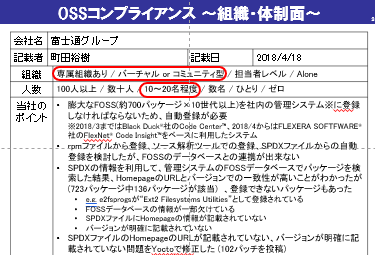 OSSコンプライアンス ～組織・体制面～
会社名 富士通グループ
記載者 町田裕樹 記載日 2018/4/18
組織 専属組織あり / バーチャル or コミュニティ型 / 担当者レベル / Alone
人数 100人以上 / 数十人 / 10～20名程度 / 数名 / ひとり / ゼロ
当社の
ポイント
• 膨大なFOSS(約700パッケージ×10世代以上)を社内の管理システム※に登録
しなければならないため、自動登録が必要
※2018/3まではBlack Duck®社のCode Center™、2018/4からはFLEXERA SOFTWARE®
社のFlexNet® Code Insight™をベースに利用したシステム
• rpmファイルから登録、ソース解析ツールでの登録、SPDXファイルからの自動
登録を検討したが、FOSSのデータベースとの連携が出来ない
• SPDXの情報を利用して、管理システムのFOSSデータベースでパッケージを検
索した結果、HomepageのURLとバージョンでの一致性が高いことがわかったが
(723パッケージ中136パッケージが該当）、登録できないパッケージもあった
• e.g. e2fsprogsが"Ext2 Filesystems Utilities"として登録されている
• FOSSデータベースの情報が一部欠けている
• SPDXファイルにHomepageの情報が記載されていない
• バージョンが明確に記載されていない
• SPDXファイルのHomepageのURLが記載されていない、バージョンが明確に記
載されていない問題をYoctoで修正した（102パッチを投稿）